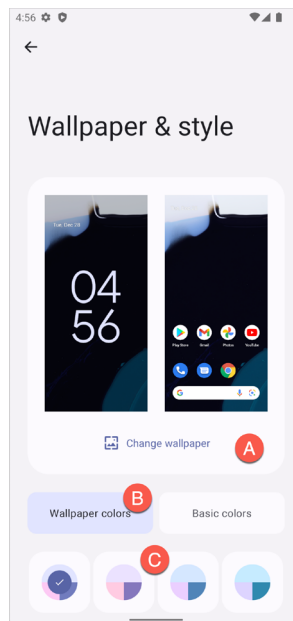 4:56
Wallpaper & style
Tue, Dec 28
04
56
Play Store Gmail Photos YouTube
Change wallpaper
A
B
Wallpaper colors
Basic colors
C